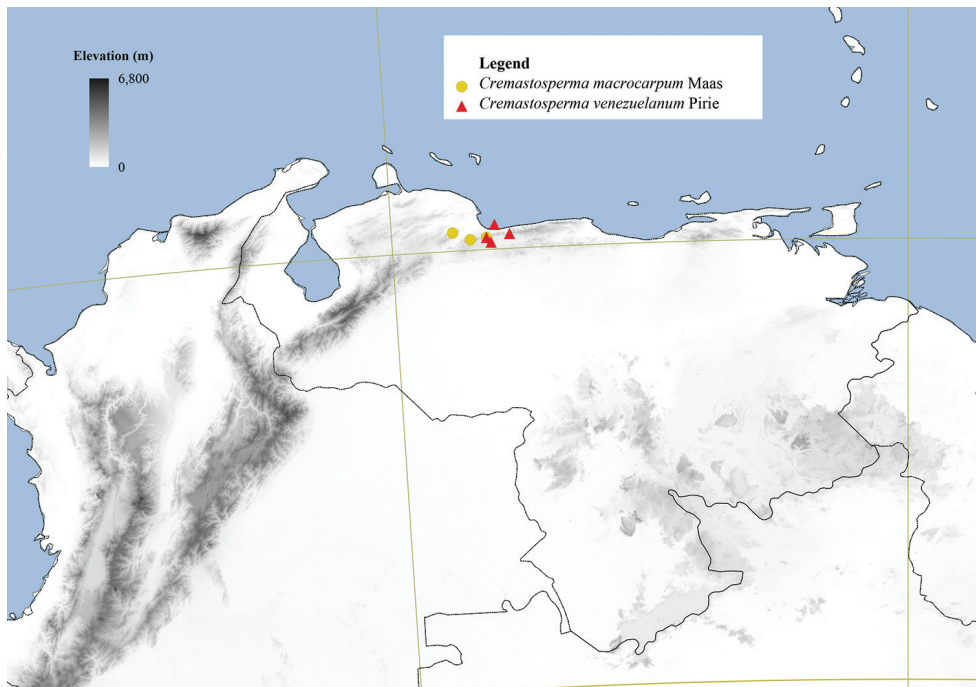 Elevation (m)
6,800
0
Legend
Cremastosperma macrocarpum Maas
Cremastosperma venezuelanum Pirie